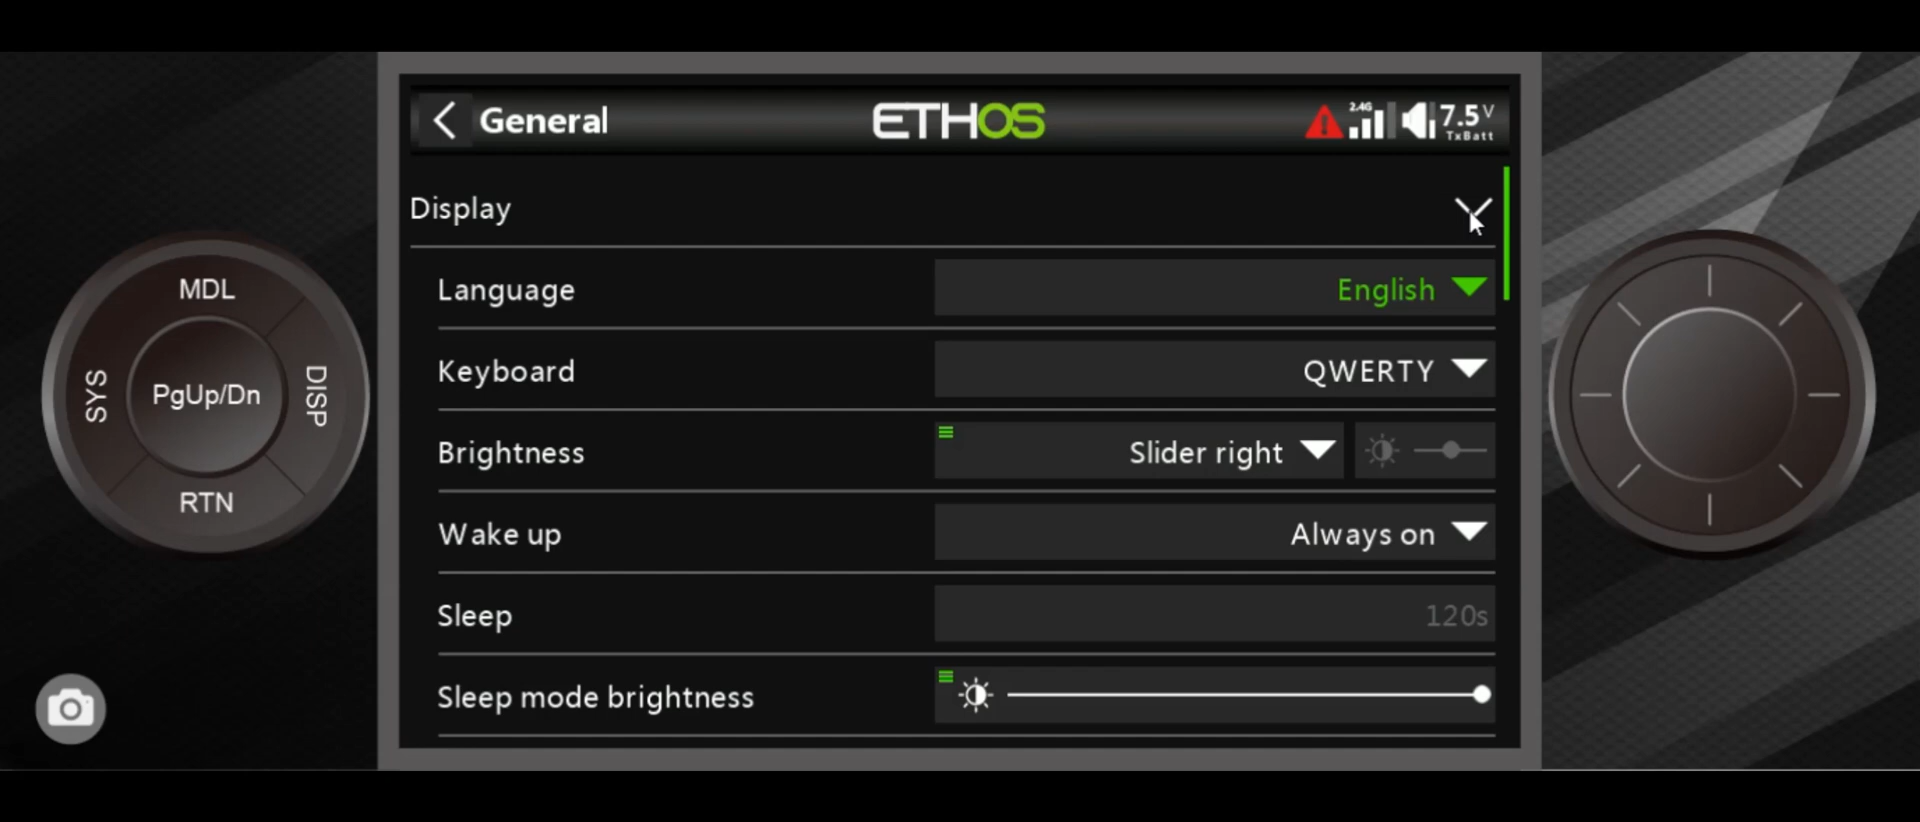 General
ETHOS
2.4G
7.5V
TxBatt
Display
Language
English
Keyboard
QWERTY
Brightness
Slider right
Wake up
Always on
Sleep
120s
Sleep mode brightness
MDL
SYS
PgUp/Dn
DISP
RTN